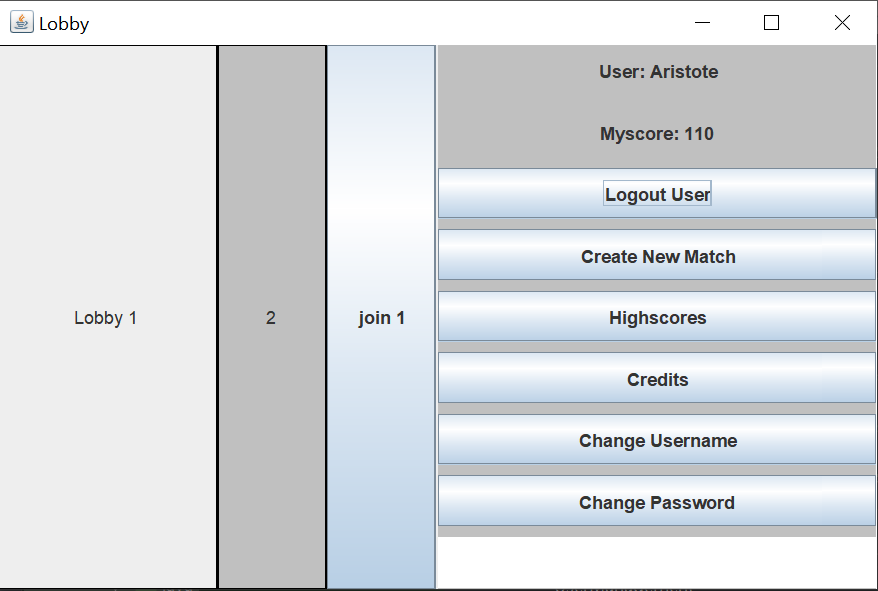 Lobby
Lobby 1
2
join 1
User: Aristote
Myscore: 110
Logout User
Create New Match
Highscores
Credits
Change Username
Change Password